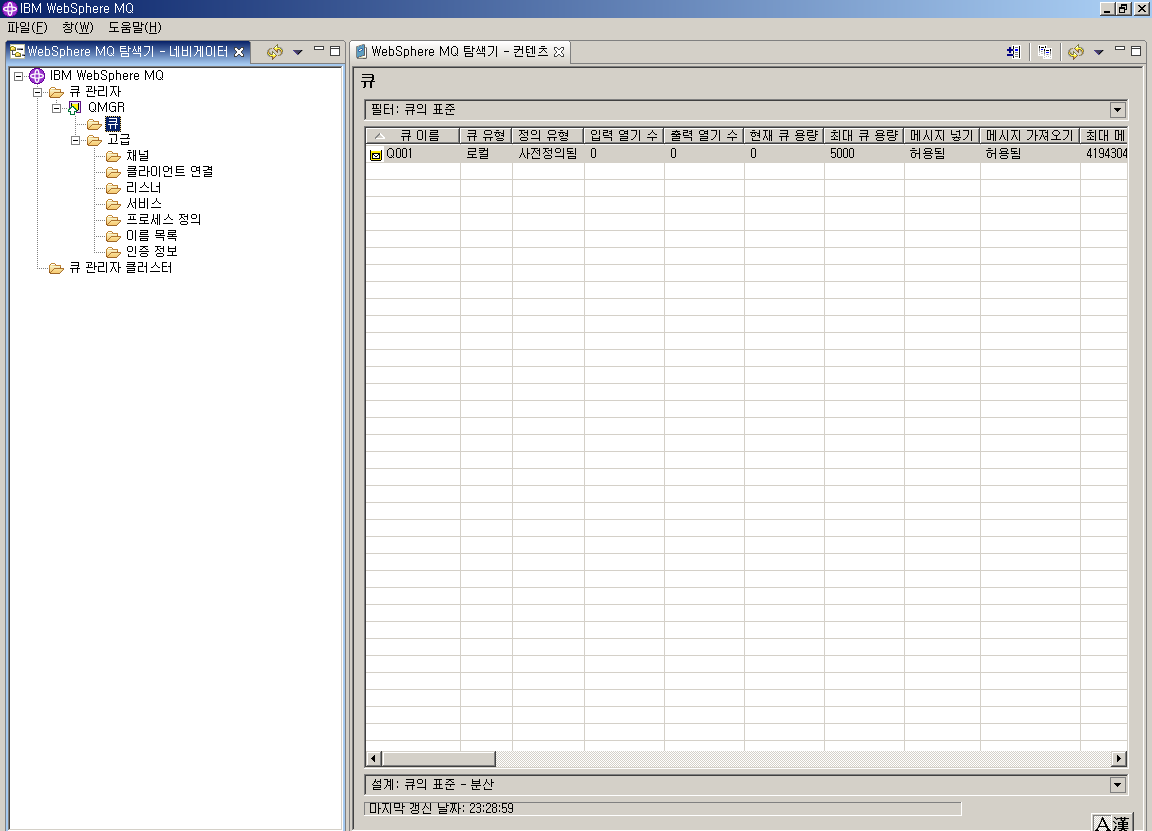 IBM WebSphere MQ
파일(F) 창(W) 도움말(H)
WebSphere MQ 탐색기 - 네비게이터
IBM WebSphere MQ
큐 관리자
QMGR
큐
고급
채널
클라이언트 연결
리스너
서비스
프로세스 정의
이름 목록
인증 정보
큐 관리자 클러스터
WebSphere MQ 탐색기 - 컨텐츠
큐
필터: 큐의 표준
큐 이름 큐 유형 정의 유형 입력 열기 수 출력 열기 수 현재 큐 용량 최대 큐 용량 메시지 넣기 메시지 가져오기 최대 메
Q001 로컬 사전정의됨 0 0 0 5000 허용됨 허용됨 4194304
설계: 큐의 표준 - 분산
마지막 갱신 날짜: 23:28:59
A漢